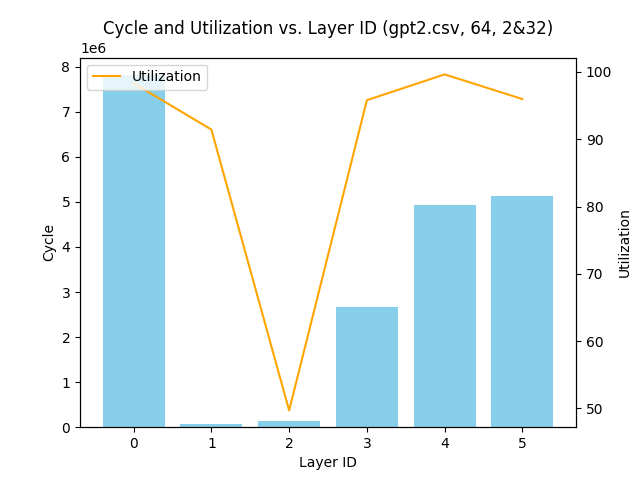 Cycle and Utilization vs. Layer ID (gpt2.csv, 64, 2&32)
1e6
Utilization
8
7
6
5
4
3
2
1
0
Cycle
100
90
80
70
60
50
Utilization
0 1 2 3 4 5
Layer ID